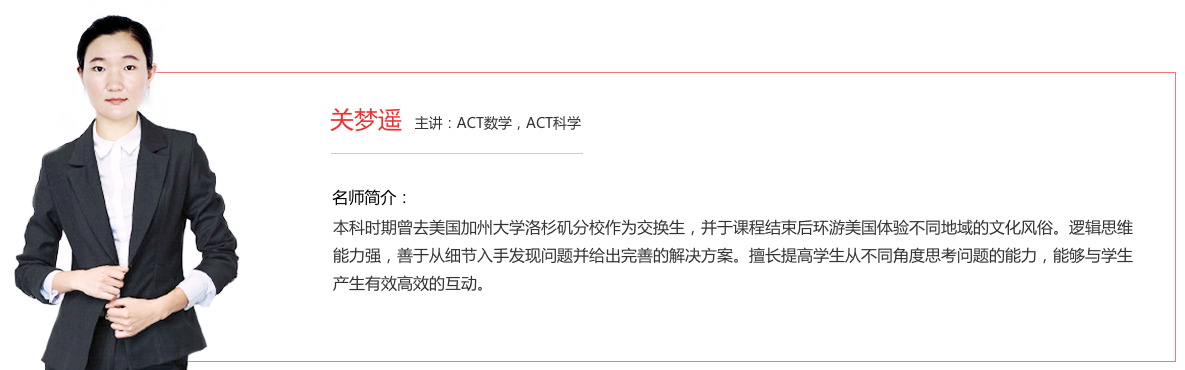 关梦遥 主讲：ACT数学，ACT科学
名师简介：
本科时期曾去美国加州大学洛杉矶分校作为交换生，并于课程结束后环游美国体验不同地域的文化风俗。逻辑思维
能力强，善于从细节入手发现问题并给出完善的解决方案。擅长提高学生从不同角度思考问题的能力，能够与学生
产生有效高效的互动。